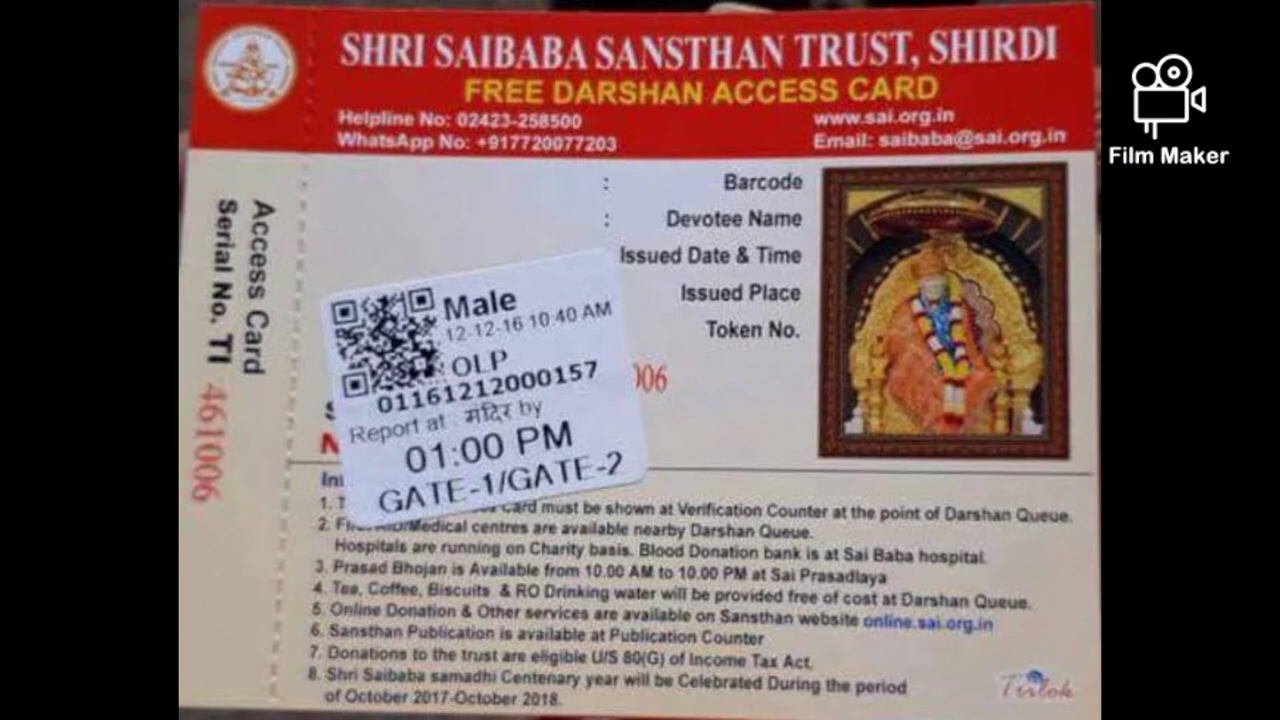 SHRI SAIBABA SANSTHAN TRUST, SHIRDI
FREE DARSHAN ACCESS CARD
Helpline No: 02423-258500
www.sai.org.in
WhatsApp No: +917720077203
Email: saibaba@sai.org.in
Film Maker
Access Card
Serial No. TI 461006
: Barcode
: Devotee Name
Issued Date & Time
Issued Place
Token No.
006
Male
12-12-16 10:40 AM
OLP
01161212000157
Report at : मंदिर by
01:00 PM
GATE-1/GATE-2
1. T Card must be shown at Verification Counter at the point of Darshan Queue.
2. Medical centres are available nearby Darshan Queue.
Hospitals are running on Charity basis. Blood Donation bank is at Sai Baba hospital.
3. Prasad Bhojan is Available from 10.00 AM to 10.00 PM at Sai Prasadlaya
4. Tea, Coffee, Biscuits & RO Drinking water will be provided free of cost at Darshan Queue.
5. Online Donation & Other services are available on Sansthan website online.sai.org.in
6. Sansthan Publication is available at Publication Counter
7. Donations to the trust are eligible U/S 80(G) of Income Tax Act.
8. Shri Saibaba samadhi Centenary year will be Celebrated During the period
of October 2017-October 2018.
Tirlok